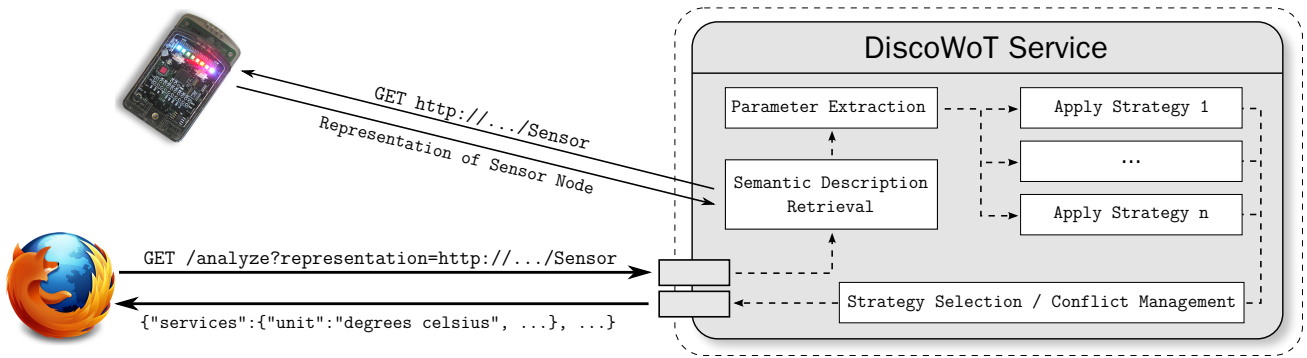 DiscoWoT Service
GET http://.../Sensor
Representation of Sensor Node
Parameter Extraction
Apply Strategy 1
...
Apply Strategy n
Semantic Description
Retrieval
GET /analyze?representation=http://.../Sensor
Strategy Selection / Conflict Management
{"services":{"unit":"degrees celsius", ...}, ...}